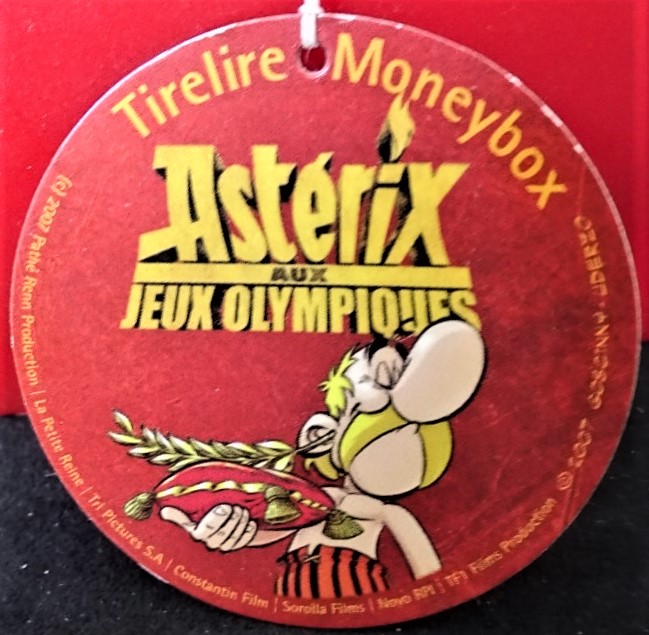 Tirelire Moneybox
Astérix
AUX
JEUX OLYMPIQUES
(c) 2007 Pathé Renn Production | La Petite Reine | Tri Pictures S.A | Constantin Film | Sorolla Films | Novo RPI | TF1 Films Production
© 2007 GOSCINNY - UDERZO